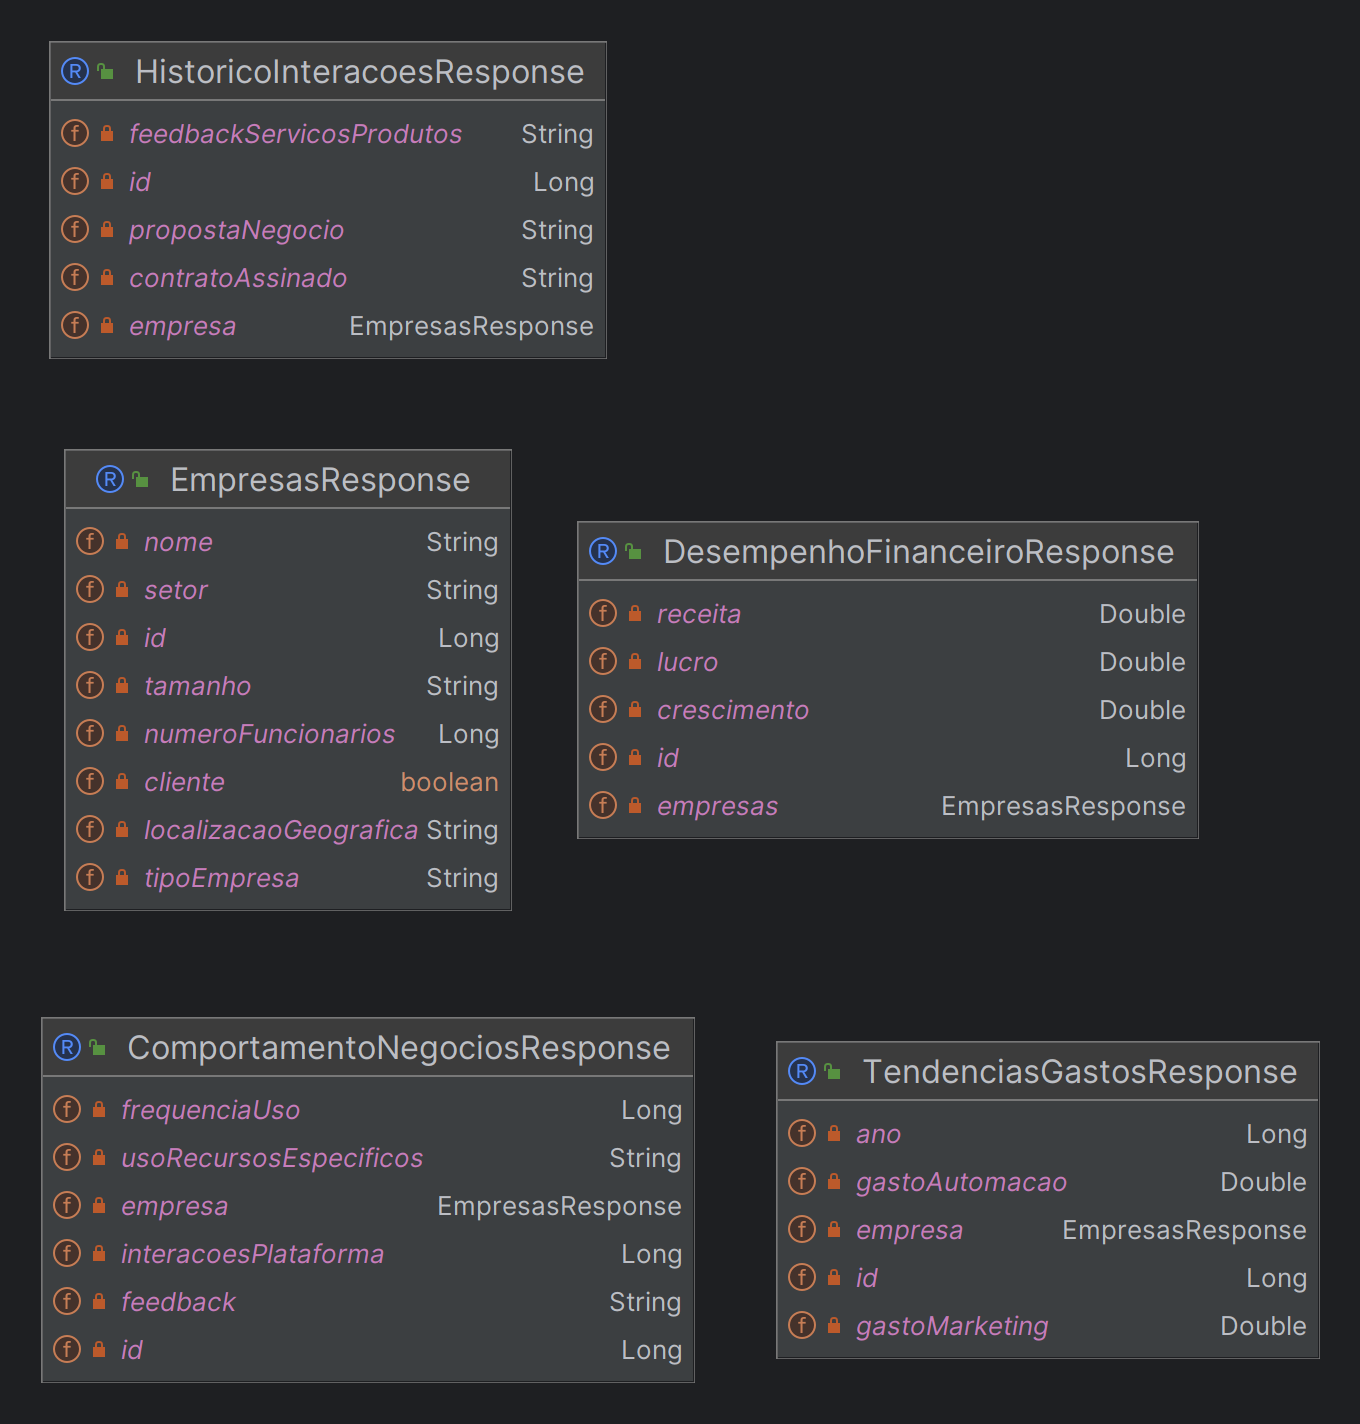 HistoricoInteracoesResponse
feedbackServicosProdutos String
id Long
propostaNegocio String
contratoAssinado String
empresa EmpresasResponse
EmpresasResponse
nome String
setor String
id Long
tamanho String
numeroFuncionarios Long
cliente boolean
localizacaoGeografica String
tipoEmpresa String
DesempenhoFinanceiroResponse
receita Double
lucro Double
crescimento Double
id Long
empresas EmpresasResponse
ComportamentoNegociosResponse
frequenciaUso Long
usoRecursosEspecificos String
empresa EmpresasResponse
interacoesPlataforma Long
feedback String
id Long
TendenciasGastosResponse
ano Long
gastoAutomacao Double
empresa EmpresasResponse
id Long
gastoMarketing Double